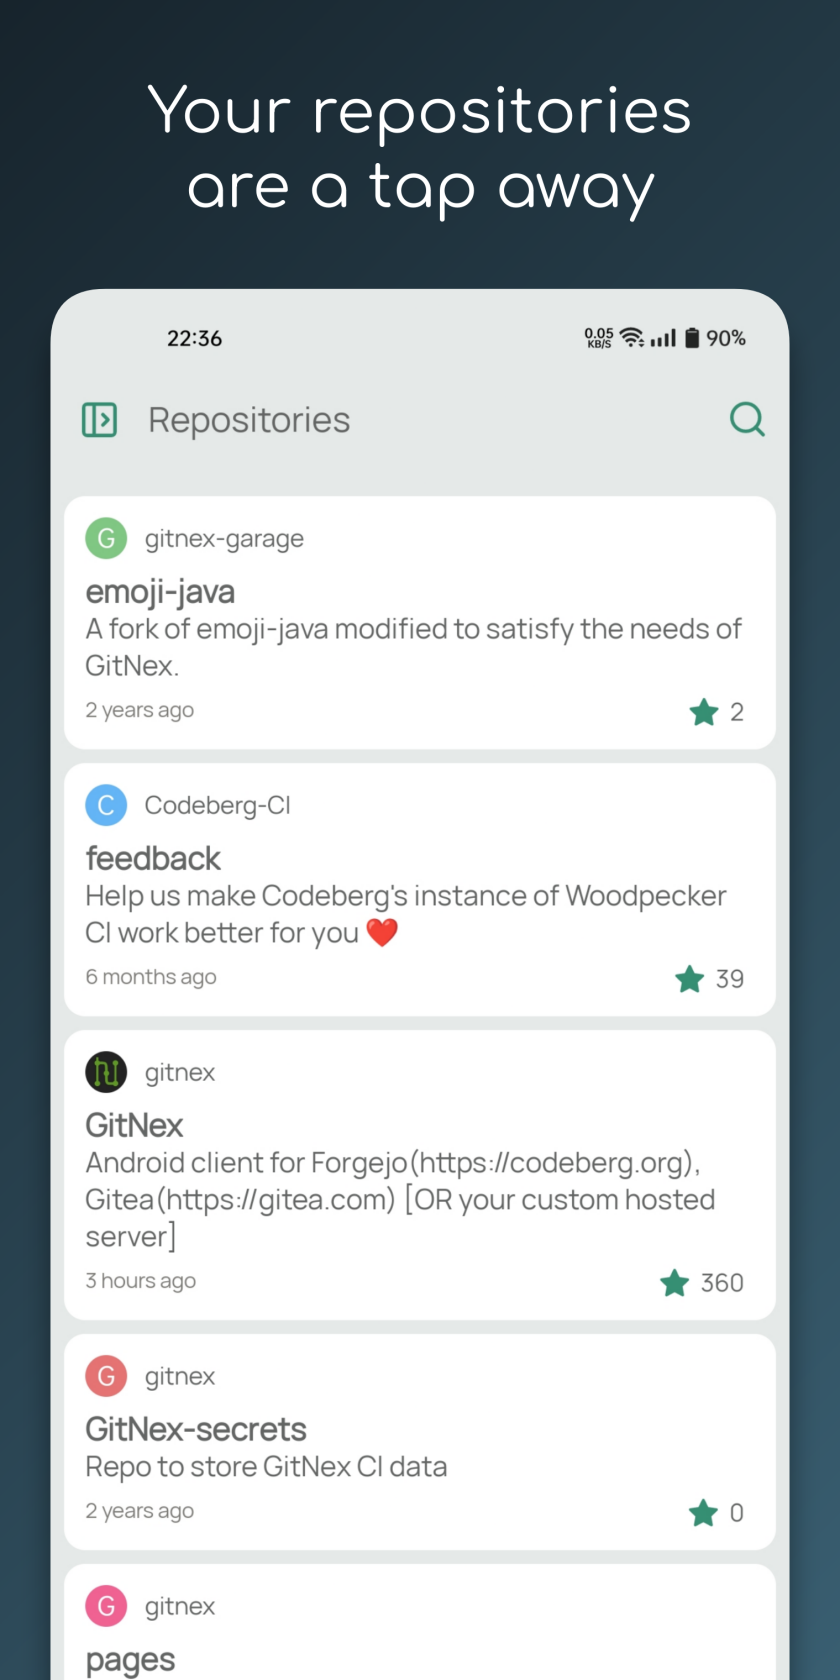 Your repositories
are a tap away
22:36
0.05
KB/S
90%
Repositories
G gitnex-garage
emoji-java
A fork of emoji-java modified to satisfy the needs of
GitNex.
2 years ago
2
C Codeberg-CI
feedback
Help us make Codeberg's instance of Woodpecker
CI work better for you ❤️
6 months ago
39
gitnex
GitNex
Android client for Forgejo(https://codeberg.org),
Gitea(https://gitea.com) [OR your custom hosted
server]
3 hours ago
360
G gitnex
GitNex-secrets
Repo to store GitNex CI data
2 years ago
0
G gitnex
pages